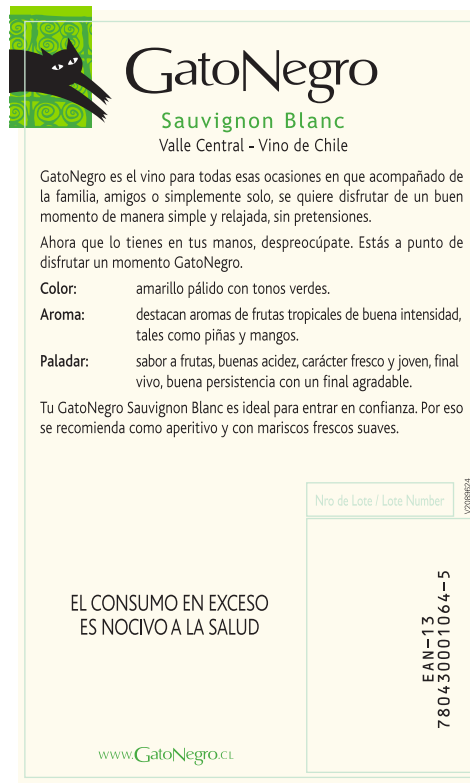 GatoNegro
Sauvignon Blanc
Valle Central - Vino de Chile
GatoNegro es el vino para todas esas ocasiones en que acompañado de
la familia, amigos o simplemente solo, se quiere disfrutar de un buen
momento de manera simple y relajada, sin pretensiones.
Ahora que lo tienes en tus manos, despreocúpate. Estás a punto de
disfrutar un momento GatoNegro.
Color: amarillo pálido con tonos verdes.
Aroma: destacan aromas de frutas tropicales de buena intensidad,
tales como piñas y mangos.
Paladar: sabor a frutas, buenas acidez, carácter fresco y joven, final
vivo, buena persistencia con un final agradable.
Tu GatoNegro Sauvignon Blanc es ideal para entrar en confianza. Por eso
se recomienda como aperitivo y con mariscos frescos suaves.
Nro de Lote / Lote Number
V2089624
EL CONSUMO EN EXCESO
ES NOCIVO A LA SALUD
EAN-13
780430001064-5
www.GatoNegro.CL